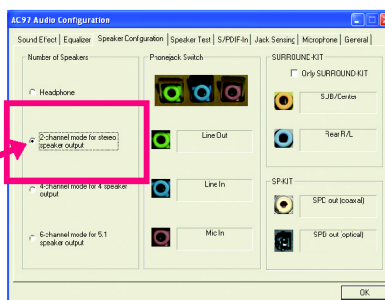 AC97 Audio Configuration
Sound Effect | Equalizer | Speaker Configuration | Speaker Test | S/PDIF-In | Jack Sensing | Microphone | General
Number of Speakers
Headphone
2-channel mode for stereo speaker output
4-channel mode for 4 speaker output
6-channel mode for 5.1 speaker output
Phonejack Switch
Line Out
Line In
Mic In
SURROUND-KIT
Only SURROUND-KIT
SUB/Center
Rear R/L
SP-KIT
SPD out (coaxal)
SPD out (optical)
OK